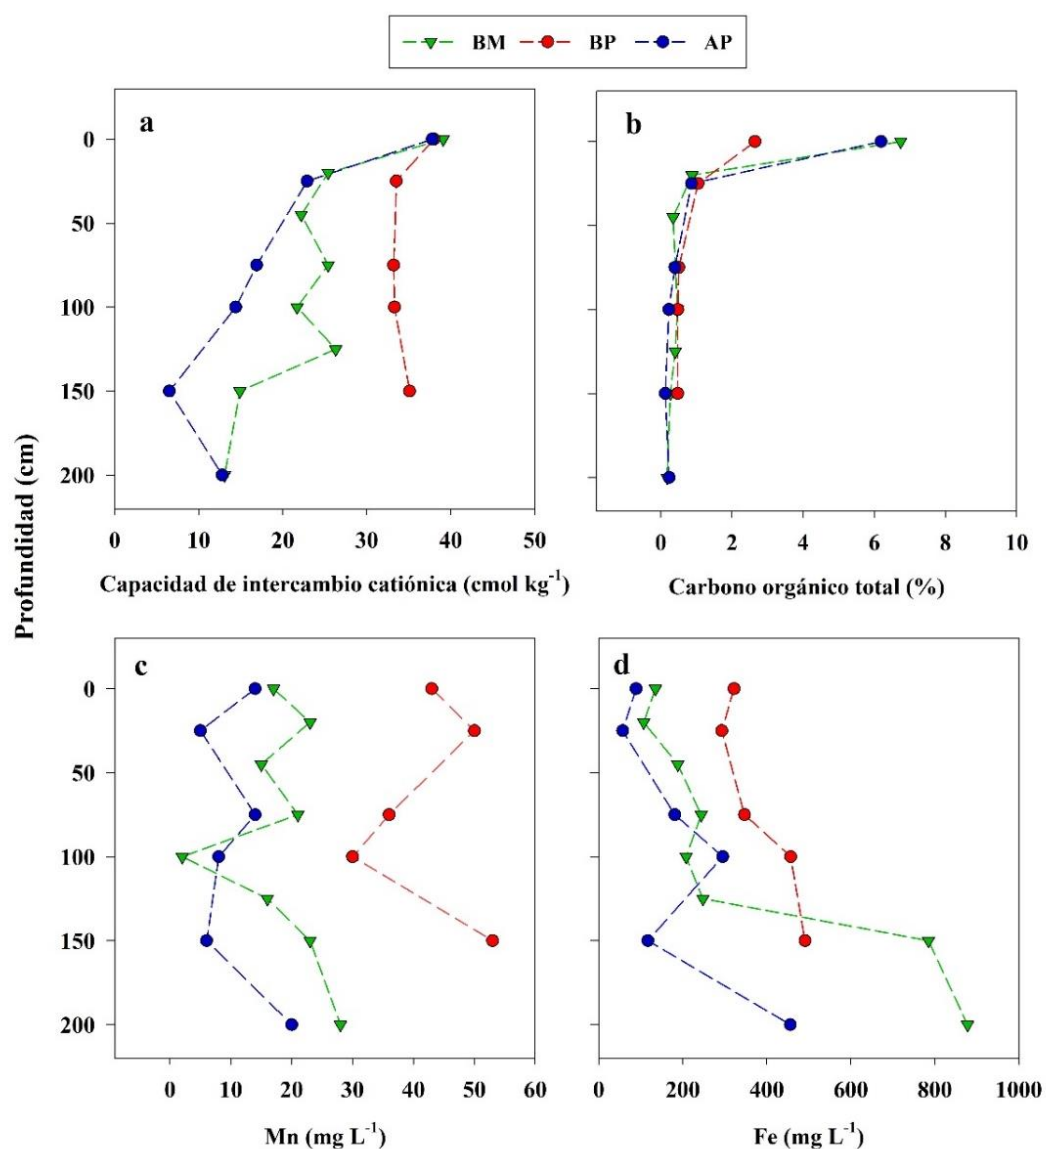 BM BP AP
a
b
0
50
100
150
200
0 10 20 30 40 50
0 2 4 6 8 10
Capacidad de intercambio catiónica (cmol kg⁻¹)
Carbono orgánico total (%)
Profundidad (cm)
c
d
0
50
100
150
200
0 10 20 30 40 50 60
0 200 400 600 800 1000
Mn (mg L⁻¹)
Fe (mg L⁻¹)